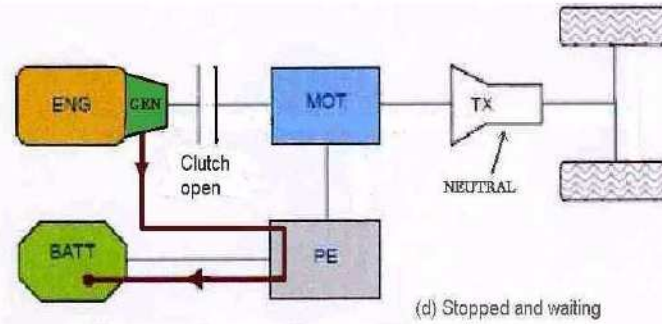 ENG
GEN
MOT
TX
Clutch
open
NEUTRAL
BATT
PE
(d) Stopped and waiting